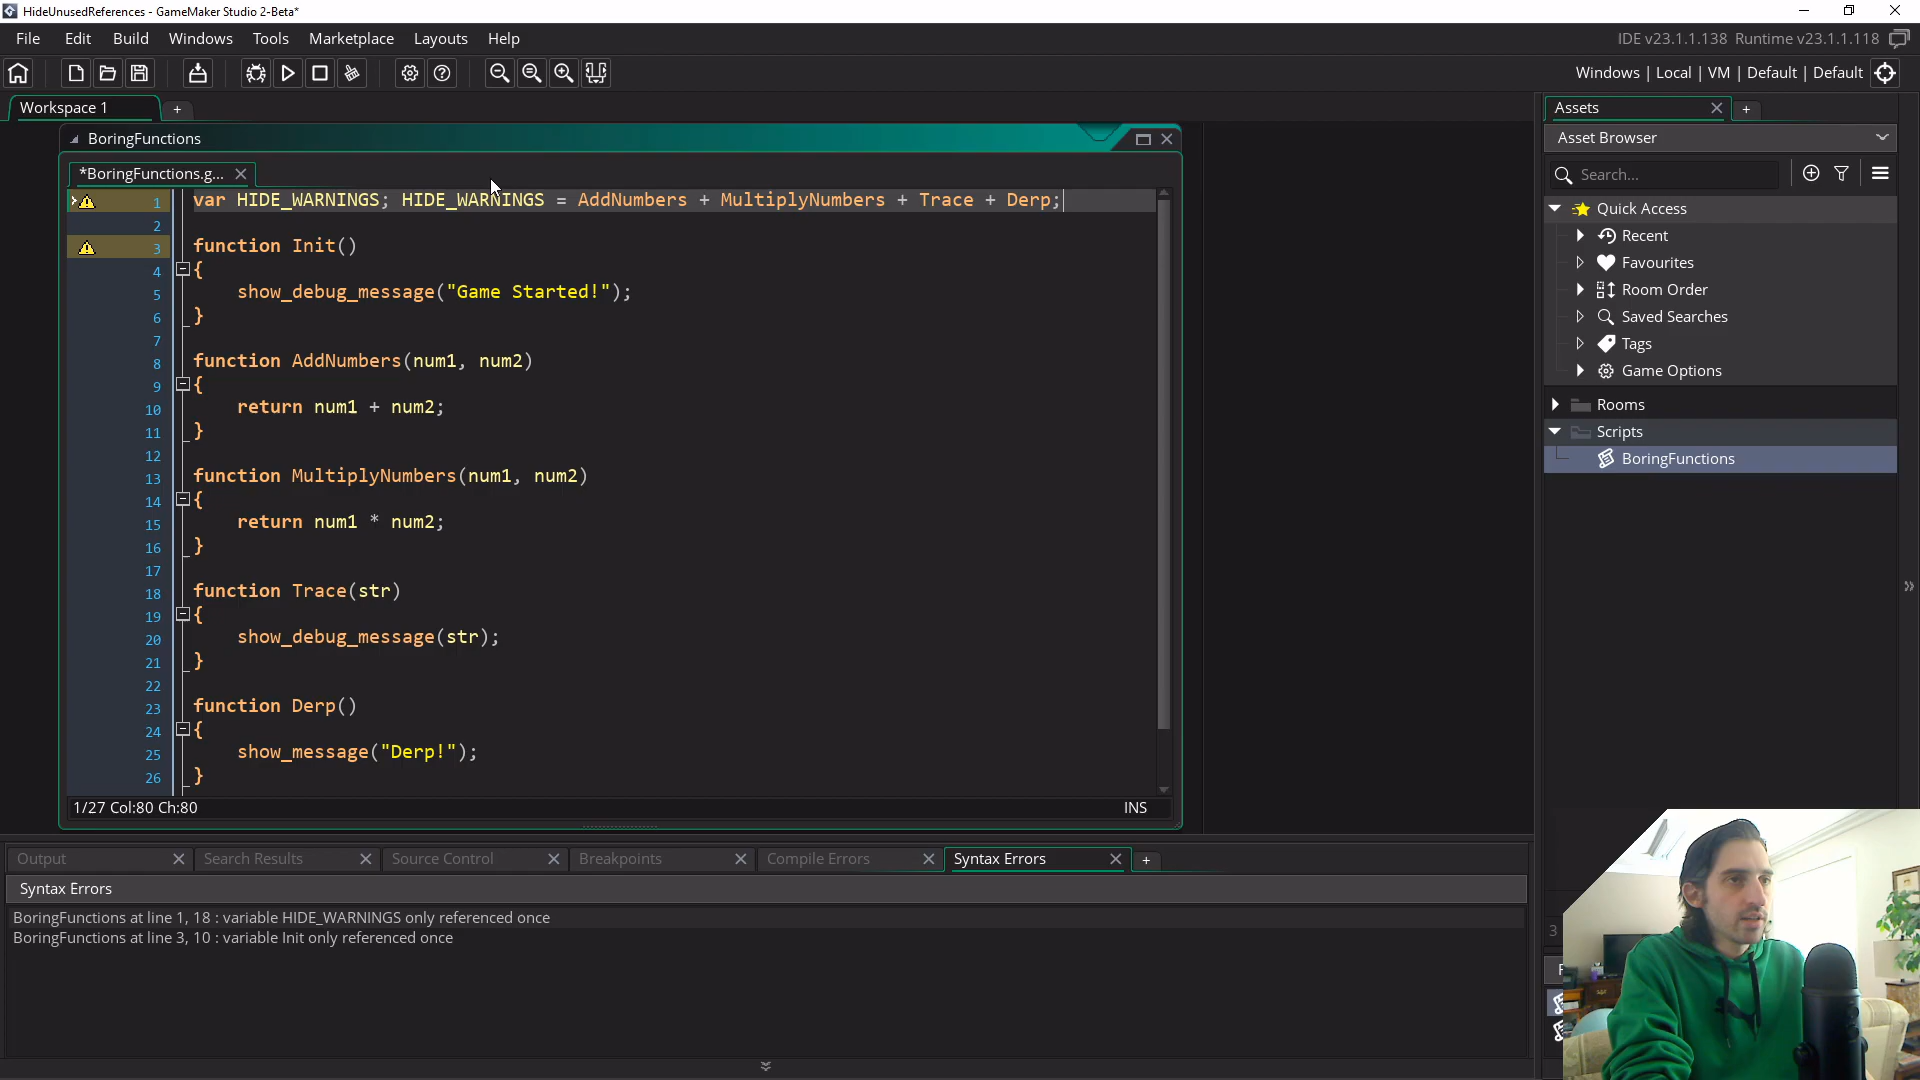 HideUnusedReferences - GameMaker Studio 2-Beta*
File Edit Build Windows Tools Marketplace Layouts Help
IDE v23.1.1.138 Runtime v23.1.1.118
Windows | Local | VM | Default | Default
Workspace 1
BoringFunctions
*BoringFunctions.g...
1 var HIDE_WARNINGS; HIDE_WARNINGS = AddNumbers + MultiplyNumbers + Trace + Derp;
2
3 function Init()
4 {
5 show_debug_message("Game Started!");
6 }
7
8 function AddNumbers(num1, num2)
9 {
10 return num1 + num2;
11 }
12
13 function MultiplyNumbers(num1, num2)
14 {
15 return num1 * num2;
16 }
17
18 function Trace(str)
19 {
20 show_debug_message(str);
21 }
22
23 function Derp()
24 {
25 show_message("Derp!");
26 }
1/27 Col:80 Ch:80
INS
Assets
Asset Browser
Search...
Quick Access
Recent
Favourites
Room Order
Saved Searches
Tags
Game Options
Rooms
Scripts
BoringFunctions
Output
Search Results
Source Control
Breakpoints
Compile Errors
Syntax Errors
Syntax Errors
BoringFunctions at line 1, 18 : variable HIDE_WARNINGS only referenced once
BoringFunctions at line 3, 10 : variable Init only referenced once
3